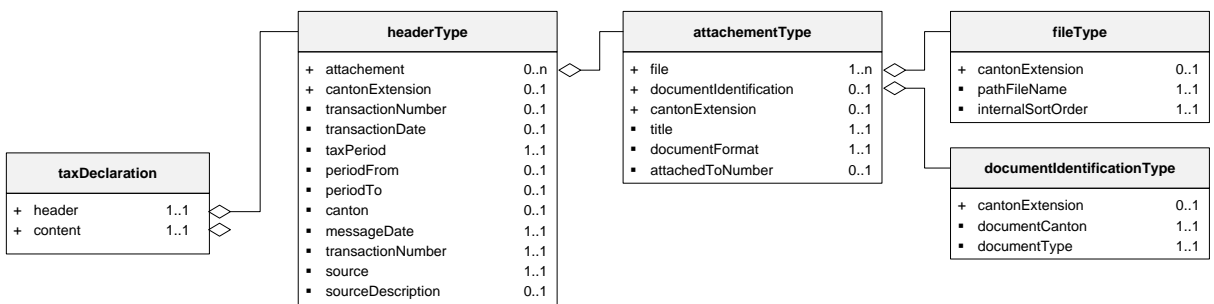 headerType
+ attachement 0..n
+ cantonExtension 0..1
▪ transactionNumber 0..1
▪ transactionDate 0..1
▪ taxPeriod 1..1
▪ periodFrom 0..1
▪ periodTo 0..1
▪ canton 0..1
▪ messageDate 1..1
▪ transactionNumber 1..1
▪ source 1..1
▪ sourceDescription 0..1
attachementType
+ file 1..n
+ documentIdentification 0..1
+ cantonExtension 0..1
▪ title 1..1
▪ documentFormat 1..1
▪ attachedToNumber 0..1
fileType
+ cantonExtension 0..1
▪ pathFileName 1..1
▪ internalSortOrder 1..1
taxDeclaration
+ header 1..1
+ content 1..1
documentIdentificationType
+ cantonExtension 0..1
▪ documentCanton 1..1
▪ documentType 1..1